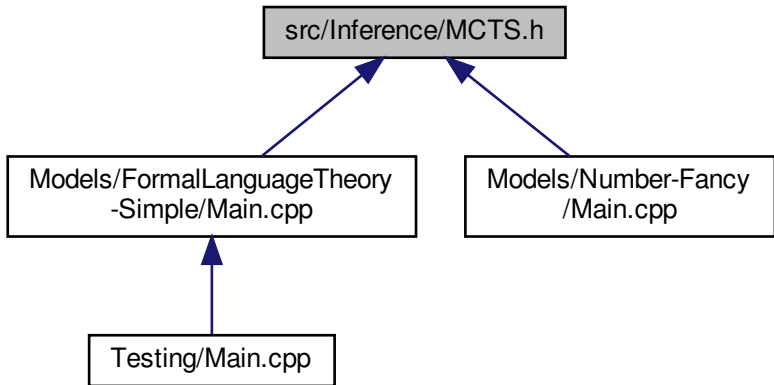 src/Inference/MCTS.h
Models/FormalLanguageTheory
-Simple/Main.cpp
Models/Number-Fancy
/Main.cpp
Testing/Main.cpp